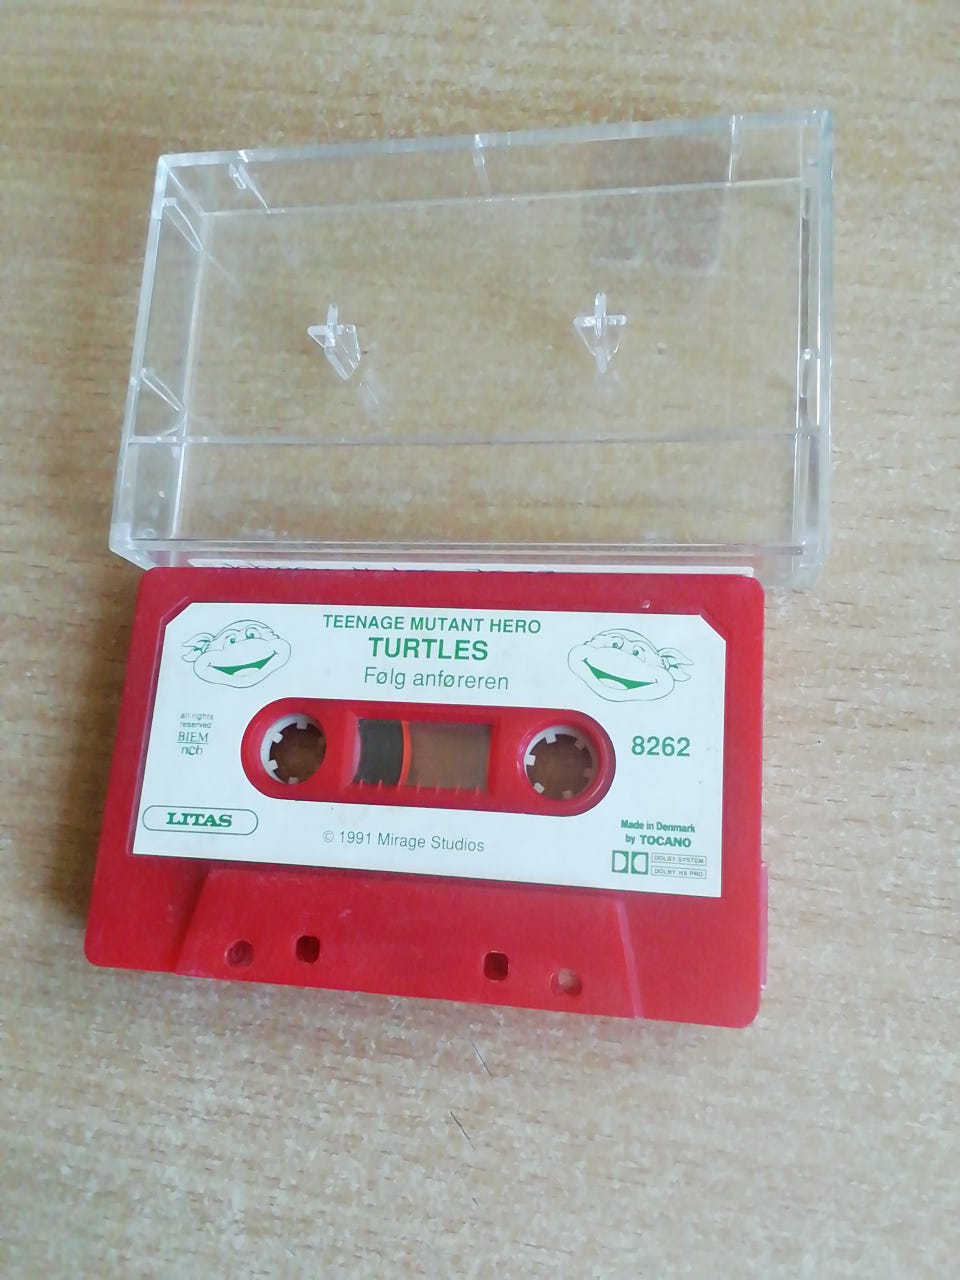 TEENAGE MUTANT HERO
TURTLES
Følg anføreren
all rights
reserved
BIEM
ncb
8262
LITAS
© 1991 Mirage Studios
Made in Denmark
by TOCANO
DOLBY SYSTEM
DOLBY HX PRO